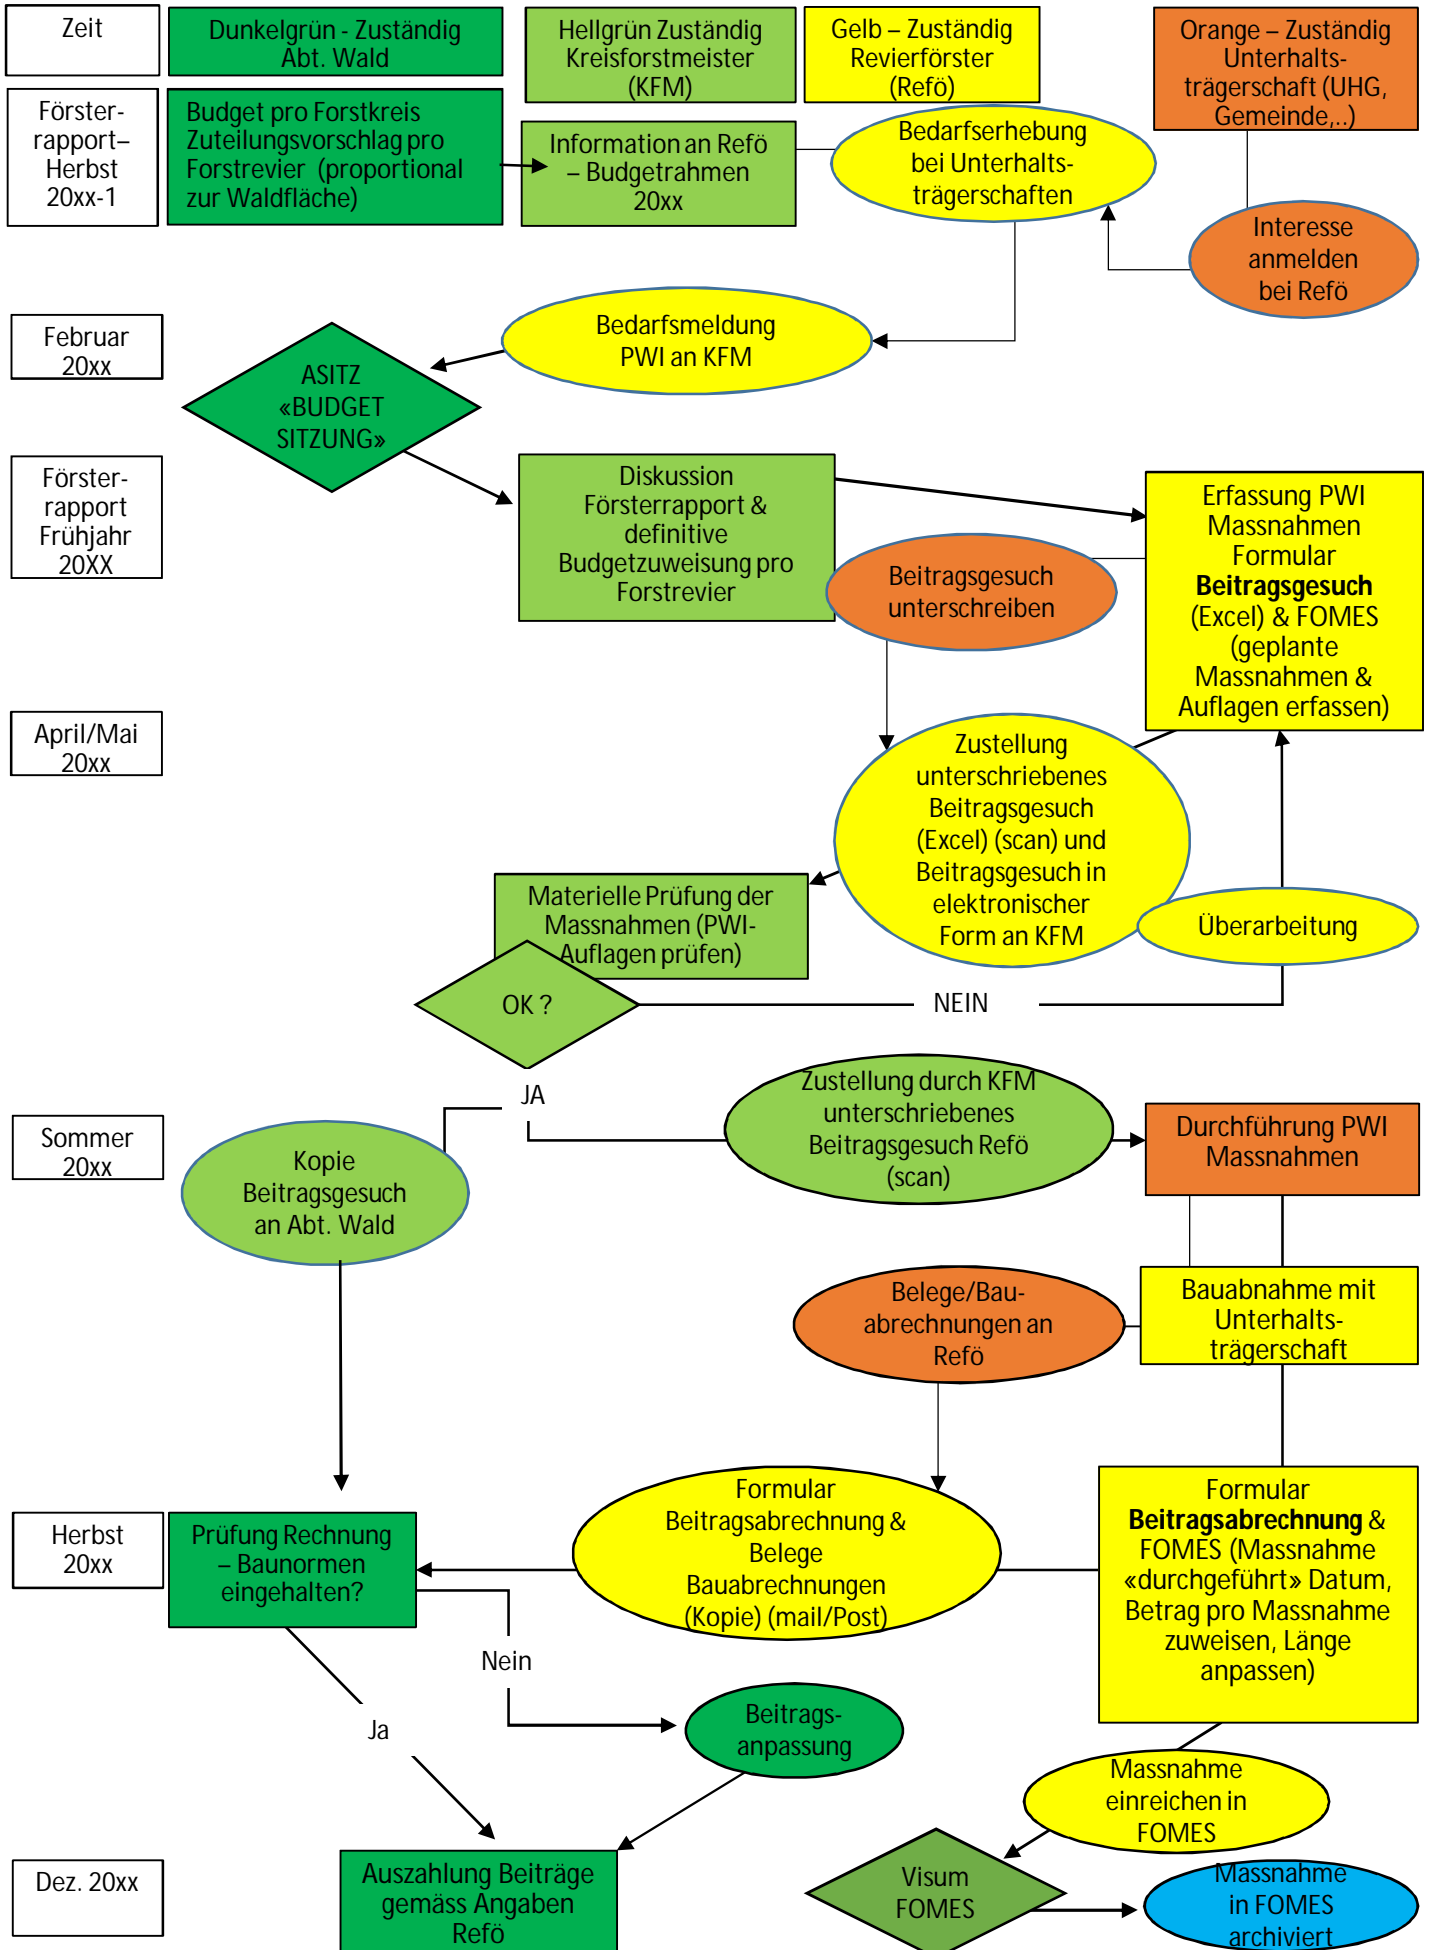 Zeit
Dunkelgrün - Zuständig
Abt. Wald
Hellgrün Zuständig
Kreisforstmeister
(KFM)
Gelb – Zuständig
Revierförster
(Refö)
Orange – Zuständig
Unterhalts-
trägerschaft (UHG,
Gemeinde,..)
Förster-
rapport–
Herbst
20xx-1
Budget pro Forstkreis
Zuteilungsvorschlag pro
Forstrevier (proportional
zur Waldfläche)
Information an Refö
– Budgetrahmen
20xx
Bedarfserhebung
bei Unterhalts-
trägerschaften
Interesse
anmelden
bei Refö
Februar
20xx
ASITZ
«BUDGET
SITZUNG»
Bedarfsmeldung
PWI an KFM
Förster-
rapport
Frühjahr
20XX
Diskussion
Försterrapport &
definitive
Budgetzuweisung pro
Forstrevier
Beitragsgesuch
unterschreiben
Erfassung PWI
Massnahmen
Formular
Beitragsgesuch
(Excel) & FOMES
(geplante
Massnahmen &
Auflagen erfassen)
April/Mai
20xx
Zustellung
unterschriebenes
Beitragsgesuch
(Excel) (scan) und
Beitragsgesuch in
elektronischer
Form an KFM
Materielle Prüfung der
Massnahmen (PWI-
Auflagen prüfen)
Überarbeitung
OK ?
NEIN
JA
Sommer
20xx
Kopie
Beitragsgesuch
an Abt. Wald
Zustellung durch KFM
unterschriebenes
Beitragsgesuch Refö
(scan)
Durchführung PWI
Massnahmen
Belege/Bau-
abrechnungen an
Refö
Bauabnahme mit
Unterhalts-
trägerschaft
Herbst
20xx
Prüfung Rechnung
– Baunormen
eingehalten?
Formular
Beitragsabrechnung &
Belege
Bauabrechnungen
(Kopie) (mail/Post)
Formular
Beitragsabrechnung &
FOMES (Massnahme
«durchgeführt» Datum,
Betrag pro Massnahme
zuweisen, Länge
anpassen)
Nein
Ja
Beitrags-
anpassung
Massnahme
einreichen in
FOMES
Dez. 20xx
Auszahlung Beiträge
gemäss Angaben
Refö
Visum
FOMES
Massnahme
in FOMES
archiviert